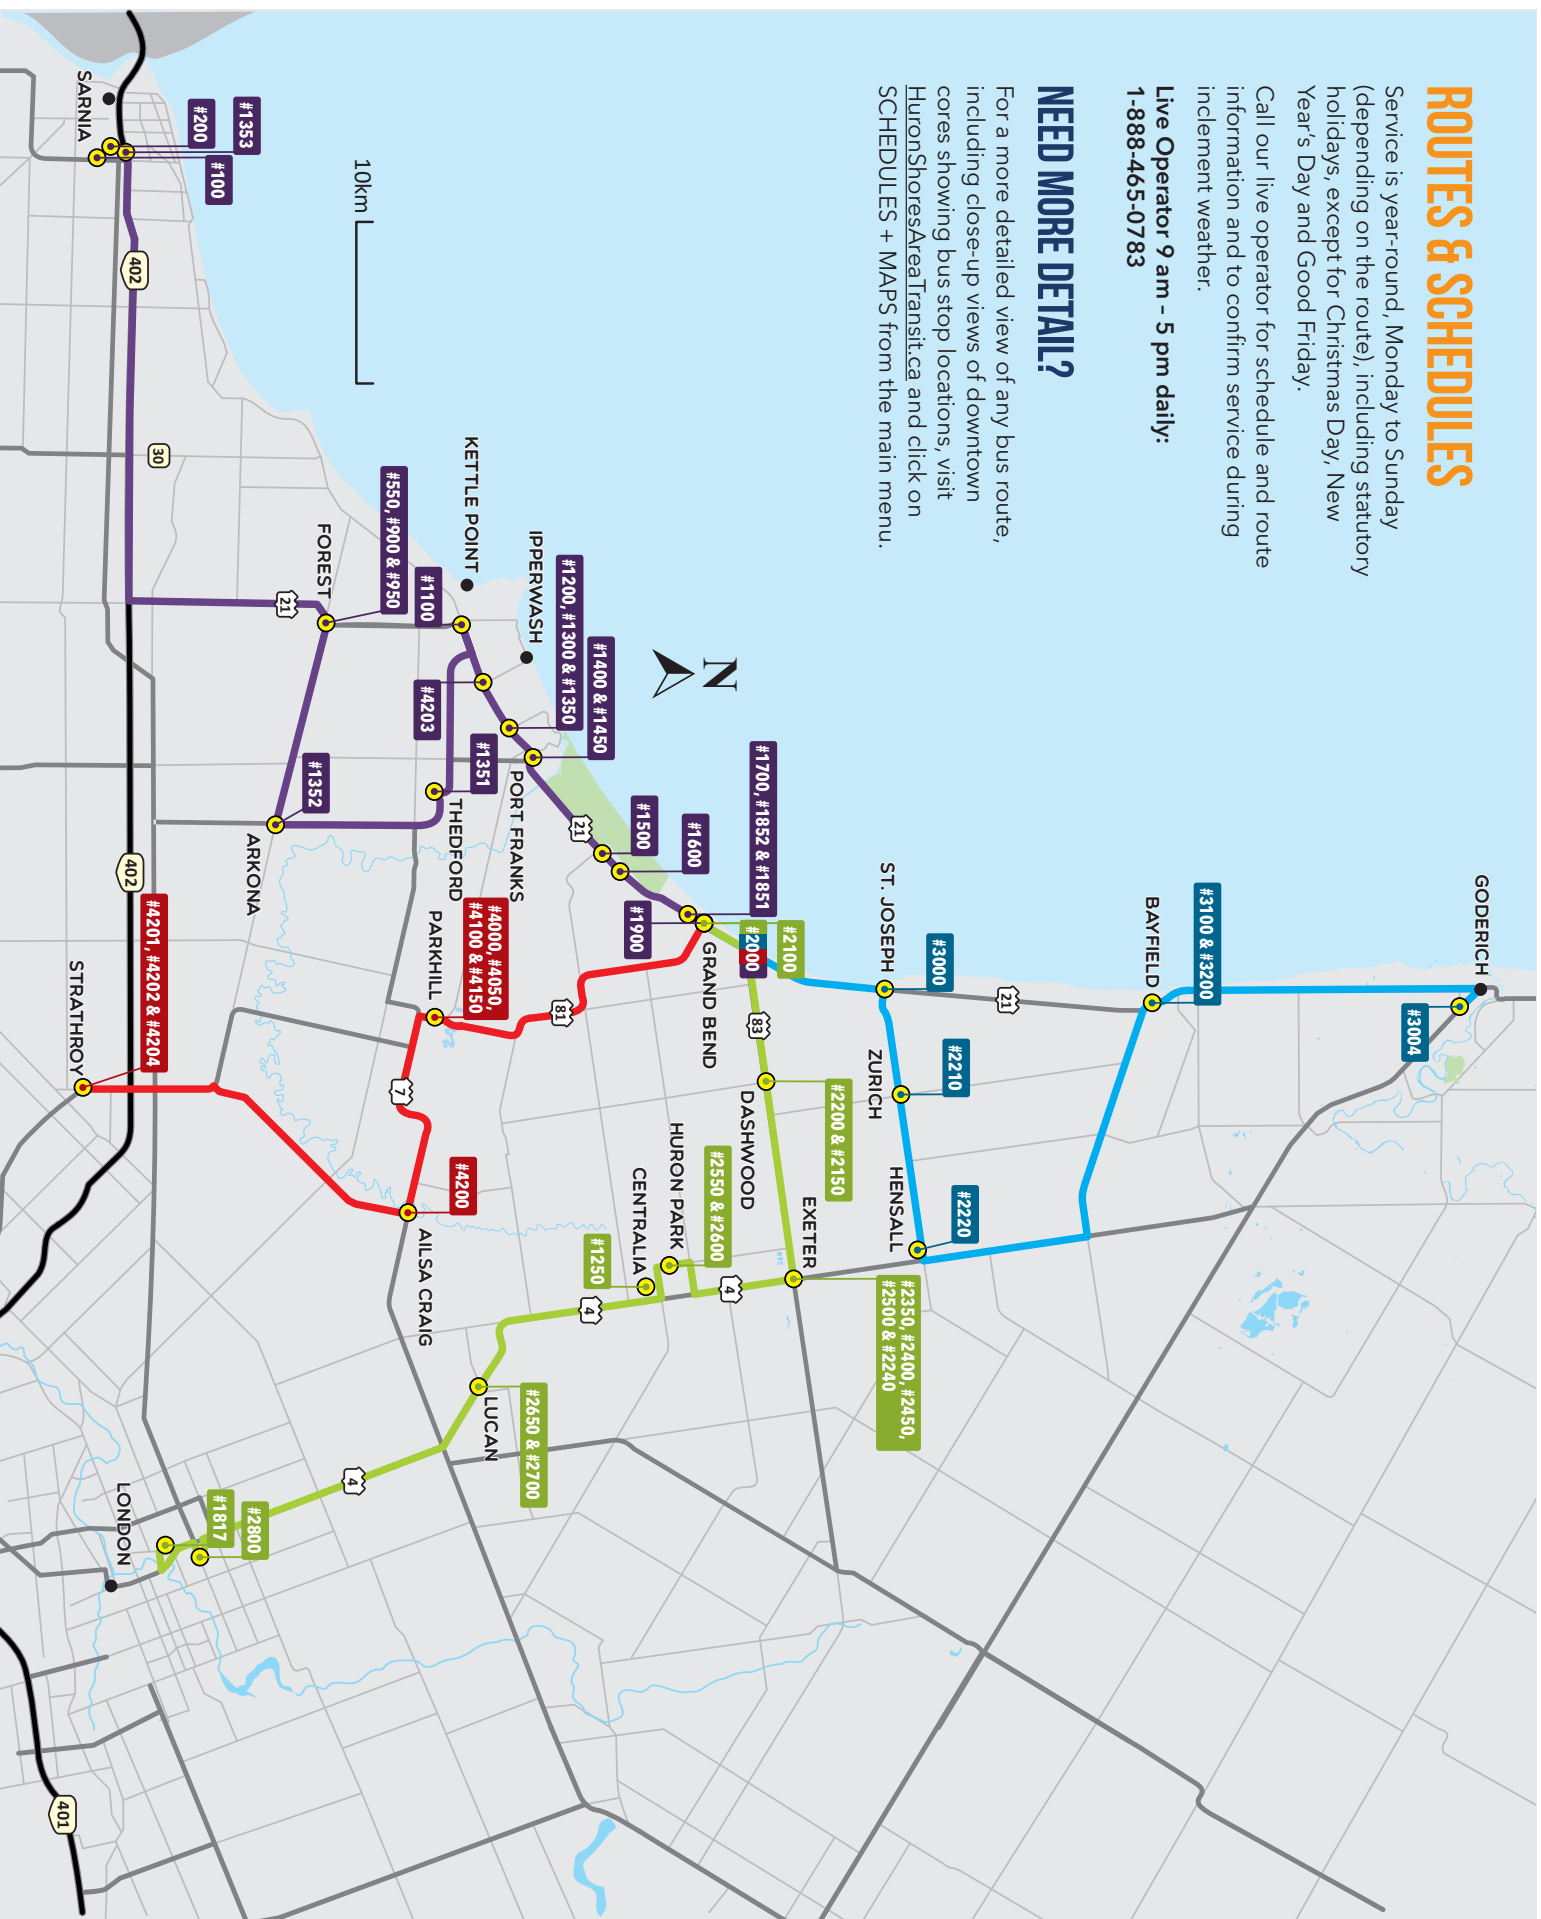 ROUTES & SCHEDULES
Service is year-round, Monday to Sunday
(depending on the route), including statutory
holidays, except for Christmas Day, New
Year's Day and Good Friday.
Call our live operator for schedule and route
information and to confirm service during
inclement weather.
Live Operator 9 am – 5 pm daily:
1-888-465-0783
NEED MORE DETAIL?
For a more detailed view of any bus route,
including close-up views of downtown
cores showing bus stop locations, visit
HuronShoresAreaTransit.ca and click on
SCHEDULES + MAPS from the main menu.
N
10km
GODERICH
#3004
#3100 & #3200
BAYFIELD
21
#3000
ST. JOSEPH
#2210
ZURICH
#2220
HENSALL
#2350, #2400, #2450,
#2500 & #2240
EXETER
#2200 & #2150
DASHWOOD
83
#2100
#2000
#1700, #1852 & #1851
GRAND BEND
#1900
#1600
#1500
21
#2550 & #2600
HURON PARK
CENTRALIA
#1250
4
4
#1400 & #1450
#1200, #1300 & #1350
IPPERWASH
PORT FRANKS
KETTLE POINT
#1100
#4203
#1351
THEDFORD
81
#4000, #4050,
#4100 & #4150
PARKHILL
7
#4200
AILSA CRAIG
#2650 & #2700
LUCAN
4
#550, #900 & #950
FOREST
21
#1352
ARKONA
#1353
#200
#100
SARNIA
402
30
402
#4201, #4202 & #4204
STRATHROY
#2800
#1817
LONDON
401